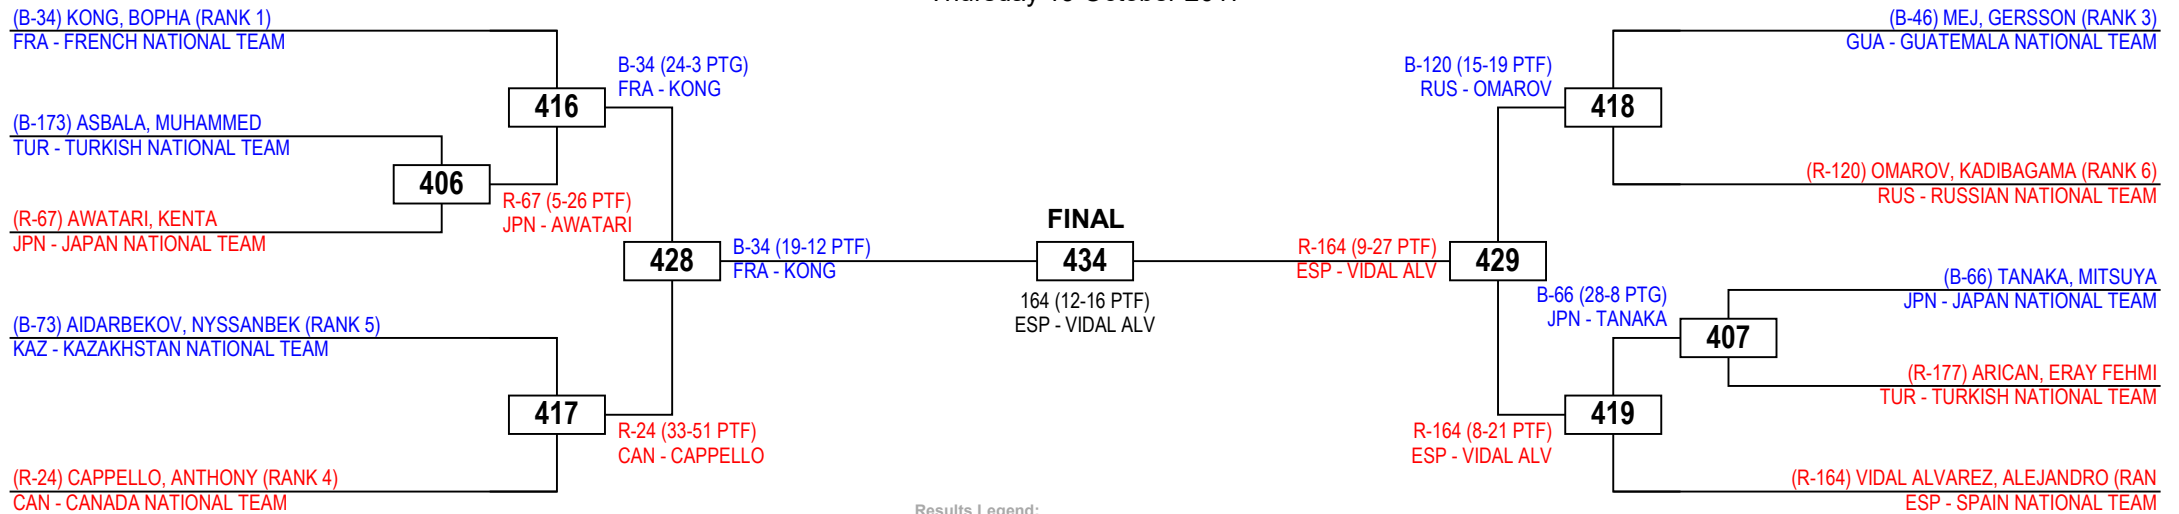 (B-34) KONG, BOPHA (RANK 1)
FRA - FRENCH NATIONAL TEAM
B-34 (24-3 PTG)
FRA - KONG
416
(B-173) ASBALA, MUHAMMED
TUR - TURKISH NATIONAL TEAM
406
R-67 (5-26 PTF)
JPN - AWATARI
(R-67) AWATARI, KENTA
JPN - JAPAN NATIONAL TEAM
428
B-34 (19-12 PTF)
FRA - KONG
(B-73) AIDARBEKOV, NYSSANBEK (RANK 5)
KAZ - KAZAKHSTAN NATIONAL TEAM
417
R-24 (33-51 PTF)
CAN - CAPPELLO
(R-24) CAPPELLO, ANTHONY (RANK 4)
CAN - CANADA NATIONAL TEAM
FINAL
434
164 (12-16 PTF)
ESP - VIDAL ALV
(B-46) MEJ, GERSSON (RANK 3)
GUA - GUATEMALA NATIONAL TEAM
B-120 (15-19 PTF)
RUS - OMAROV
418
(R-120) OMAROV, KADIBAGAMA (RANK 6)
RUS - RUSSIAN NATIONAL TEAM
R-164 (9-27 PTF)
ESP - VIDAL ALV
429
(B-66) TANAKA, MITSUYA
JPN - JAPAN NATIONAL TEAM
B-66 (28-8 PTG)
JPN - TANAKA
407
(R-177) ARICAN, ERAY FEHMI
TUR - TURKISH NATIONAL TEAM
419
R-164 (8-21 PTF)
ESP - VIDAL ALV
(R-164) VIDAL ALVAREZ, ALEJANDRO (RAN
ESP - SPAIN NATIONAL TEAM
Results Legend: